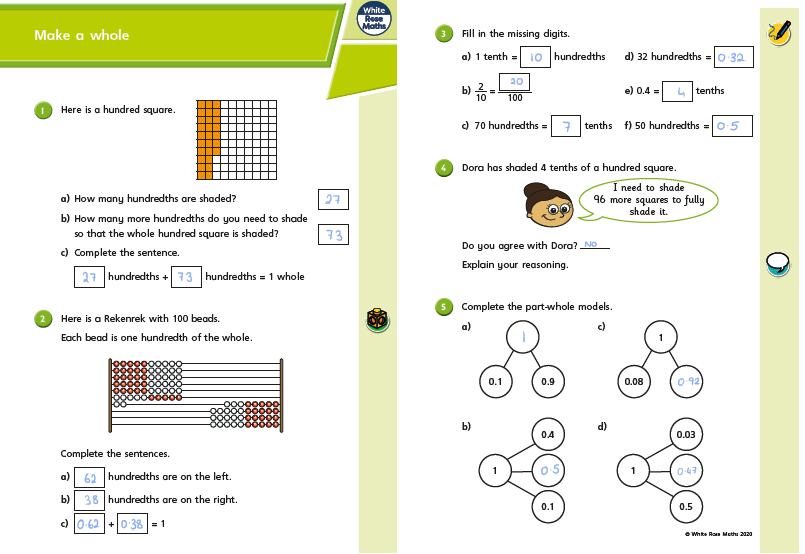 Make a whole
White
Rose
Maths
1 Here is a hundred square.
a) How many hundredths are shaded? 27
b) How many more hundredths do you need to shade
so that the whole hundred square is shaded? 73
c) Complete the sentence.
27 hundredths + 73 hundredths = 1 whole
2 Here is a Rekenrek with 100 beads.
Each bead is one hundredth of the whole.
Complete the sentences.
a) 62 hundredths are on the left.
b) 38 hundredths are on the right.
c) 0.62 + 0.38 = 1
3 Fill in the missing digits.
a) 1 tenth = 10 hundredths
b) 2/10 = 20/100
c) 70 hundredths = 7 tenths
d) 32 hundredths = 0.32
e) 0.4 = 4 tenths
f) 50 hundredths = 0.5
4 Dora has shaded 4 tenths of a hundred square.
I need to shade
96 more squares to fully
shade it.
Do you agree with Dora? No
Explain your reasoning.
5 Complete the part-whole models.
a)
1
0.1 0.9
c)
1
0.08 0.92
b)
0.4
1 0.5
0.1
d)
0.03
1 0.47
0.5
© White Rose Maths 2020